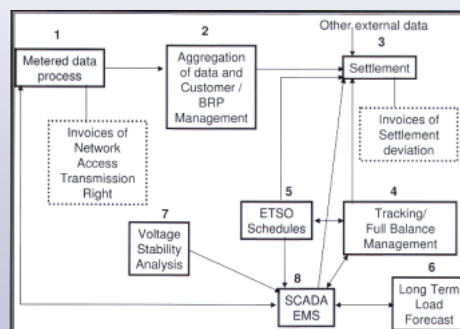 Other external data
1
2
3
Metered data
process
Aggregation
of data and
Customer /
BRP
Management
Settlement
Invoices of
Network
Access
Transmission
Right
Invoices of
Settlement
deviation
5
4
ETSO
Schedules
Tracking/
Full Balance
Management
7
Voltage
Stability
Analysis
8
SCADA
EMS
6
Long Term
Load
Forecast